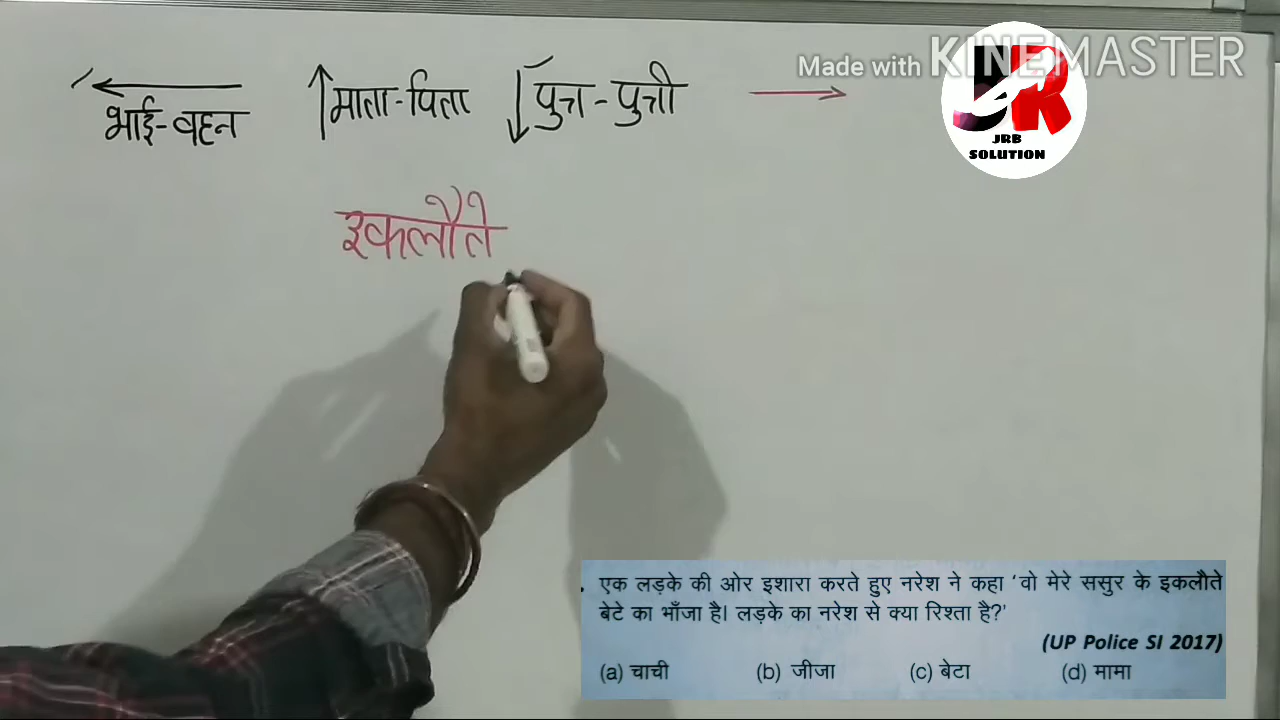 Made with KINEMASTER
JR
JRB
SOLUTION
भाई-बहन माता-पिता पुत्र-पुत्री
इकलौते
एक लड़के की ओर इशारा करते हुए नरेश ने कहा ‘वो मेरे ससुर के इकलौते
बेटे का भाँजा है। लड़के का नरेश से क्या रिश्ता है?’
(UP Police SI 2017)
(a) चाची (b) जीजा (c) बेटा (d) मामा